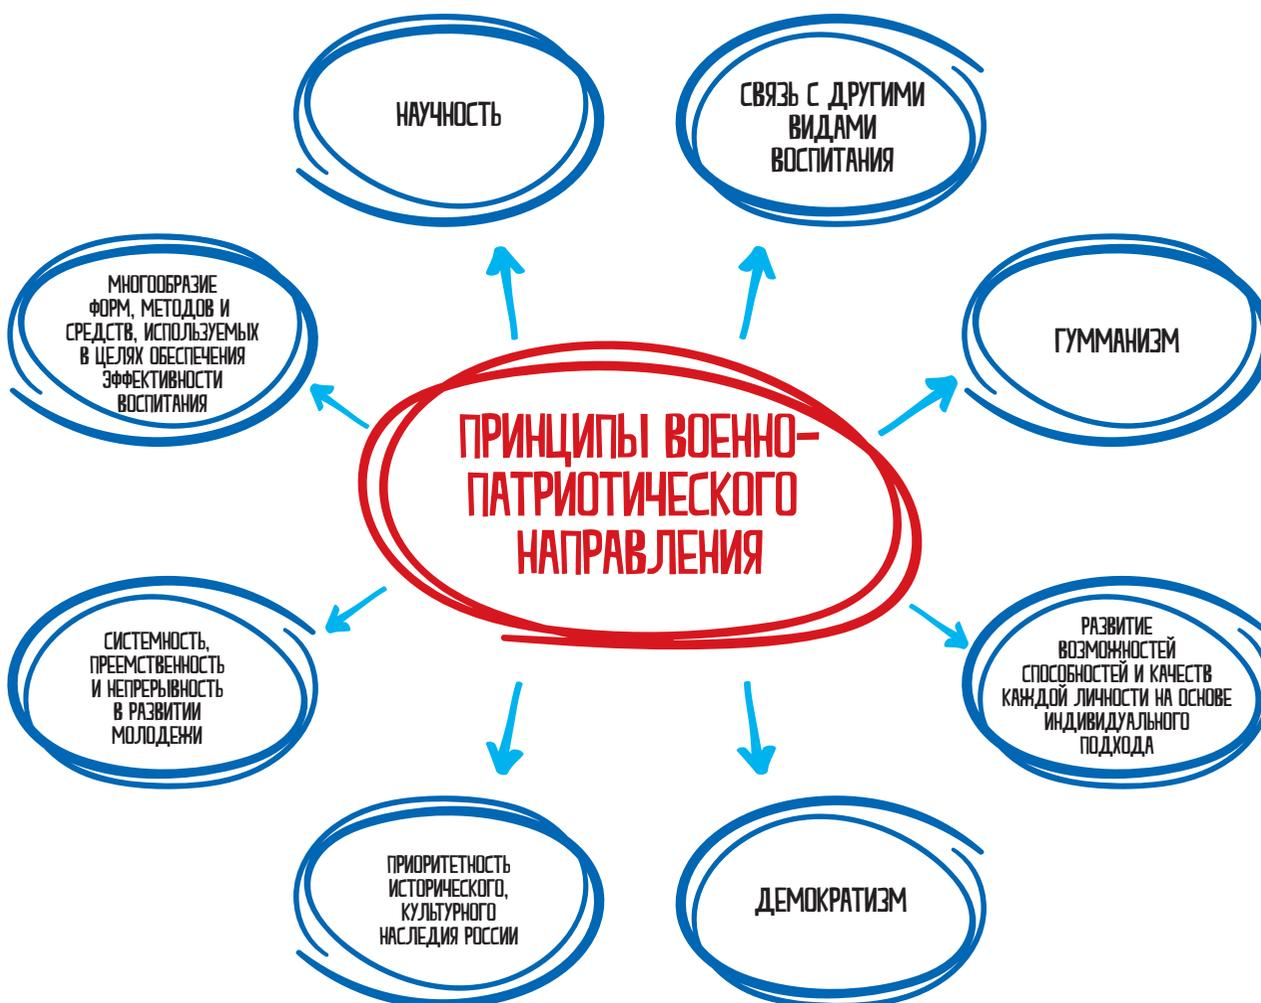 НАУЧНОСТЬ
СВЯЗЬ С ДРУГИМИ
ВИДАМИ
ВОСПИТАНИЯ
МНОГООБРАЗИЕ
ФОРМ, МЕТОДОВ И
СРЕДСТВ, ИСПОЛЬЗУЕМЫХ
В ЦЕЛЯХ ОБЕСПЕЧЕНИЯ
ЭФФЕКТИВНОСТИ
ВОСПИТАНИЯ
ГУММАНИЗМ
ПРИНЦИПЫ ВОЕННО-
ПАТРИОТИЧЕСКОГО
НАПРАВЛЕНИЯ
СИСТЕМНОСТЬ,
ПРЕЕМСТВЕННОСТЬ
И НЕПРЕРЫВНОСТЬ
В РАЗВИТИИ
МОЛОДЕЖИ
РАЗВИТИЕ
ВОЗМОЖНОСТЕЙ
СПОСОБНОСТЕЙ И КАЧЕСТВ
КАЖДОЙ ЛИЧНОСТИ НА ОСНОВЕ
ИНДИВИДУАЛЬНОГО
ПОДХОДА
ПРИОРИТЕТНОСТЬ
ИСТОРИЧЕСКОГО,
КУЛЬТУРНОГО
НАСЛЕДИЯ РОССИИ
ДЕМОКРАТИЗМ